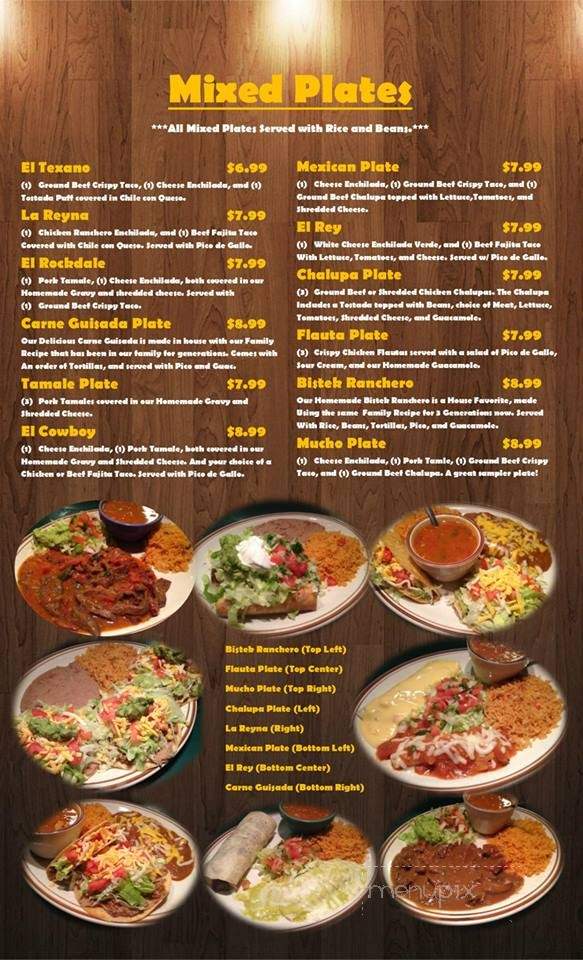 Mixed Plates
***All Mixed Plates Served with Rice and Beans.***
El Texano $6.99
(1) Ground Beef Crispy Taco, (1) Cheese Enchilada, and (1)
Tostada Puff covered in Chile con Queso.
La Reyna $7.99
(1) Chicken Ranchero Enchilada, and (1) Beef Fajita Taco
Covered with Chile con Queso. Served with Pico de Gallo.
El Rockdale $7.99
(1) Pork Tamale, (1) Cheese Enchilada, both covered in our
Homemade Gravy and shredded cheese. Served with
(1) Ground Beef Crispy Taco.
Carne Guisada Plate $8.99
Our Delicious Carne Guisada is made in house with our Family
Recipe that has been in our family for generations. Comes with
An order of Tortillas, and served with Pico and Guac.
Tamale Plate $7.99
(3) Pork Tamales covered in our Homemade Gravy and
Shredded Cheese.
El Cowboy $8.99
(1) Cheese Enchilada, (1) Pork Tamale, both covered in our
Homemade Gravy and Shredded Cheese. And your choice of a
Chicken or Beef Fajita Taco. Served with Pico de Gallo.
Mexican Plate $7.99
(1) Cheese Enchilada, (1) Ground Beef Crispy Taco, and (1)
Ground Beef Chalupa topped with Lettuce,Tomatoes, and
Shredded Cheese.
El Rey $7.99
(1) White Cheese Enchilada Verde, and (1) Beef Fajita Taco
With Lettuce, Tomatoes, and Cheese. Served w/ Pico de Gallo.
Chalupa Plate $7.99
(3) Ground Beef or Shredded Chicken Chalupas. The Chalupa
Includes a Tostada topped with Beans, choice of Meat, Lettuce,
Tomatoes, Shredded Cheese, and Guacamole.
Flauta Plate $7.99
(3) Crispy Chicken Flautas served with a salad of Pico de Gallo,
Sour Cream, and our Homemade Guacamole.
Bistek Ranchero $8.99
Our Homemade Bistek Ranchero is a House Favorite, made
Using the same Family Recipe for 3 Generations now. Served
With Rice, Beans, Tortillas, Pico, and Guacamole.
Mucho Plate $8.99
(1) Cheese Enchilada, (1) Pork Tamle, (1) Ground Beef Crispy
Taco, and (1) Ground Beef Chalupa. A great sampler plate!
Bistek Ranchero (Top Left)
Flauta Plate (Top Center)
Mucho Plate (Top Right)
Chalupa Plate (Left)
La Reyna (Right)
Mexican Plate (Bottom Left)
El Rey (Bottom Center)
Carne Guisada (Bottom Right)
menupix